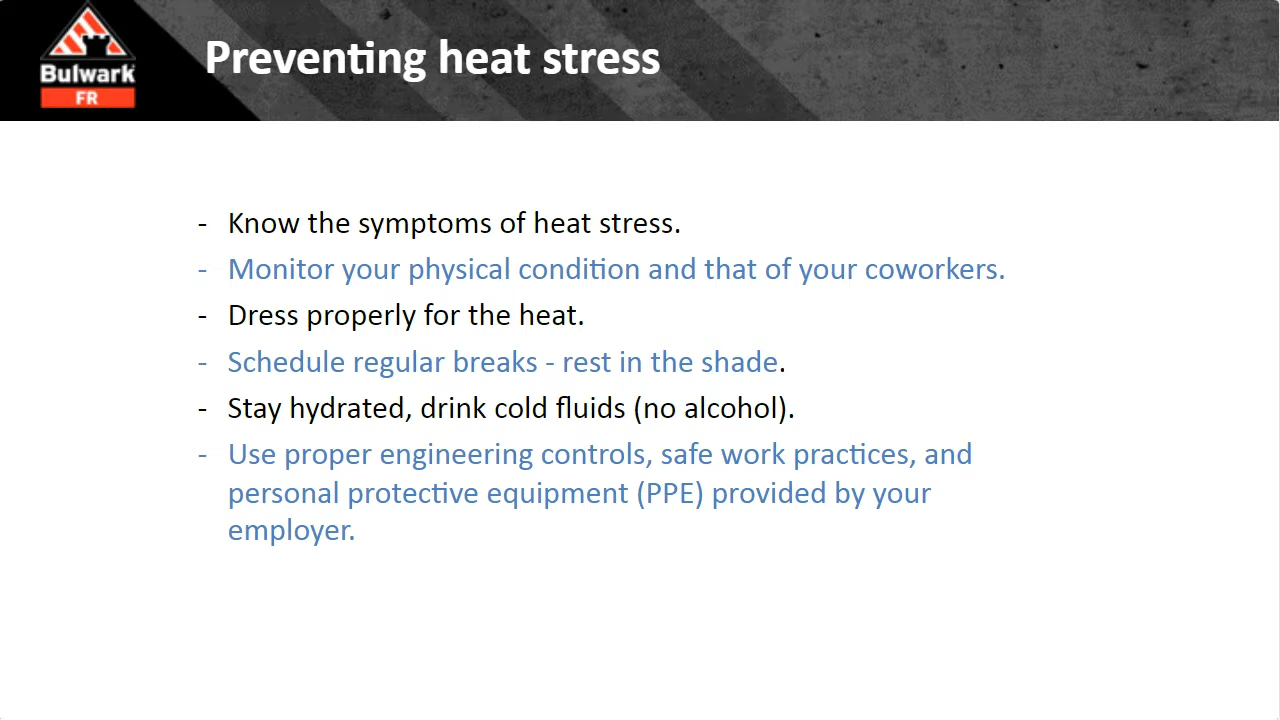 Bulwark
FR
Preventing heat stress
- Know the symptoms of heat stress.
- Monitor your physical condition and that of your coworkers.
- Dress properly for the heat.
- Schedule regular breaks - rest in the shade.
- Stay hydrated, drink cold fluids (no alcohol).
- Use proper engineering controls, safe work practices, and
personal protective equipment (PPE) provided by your
employer.